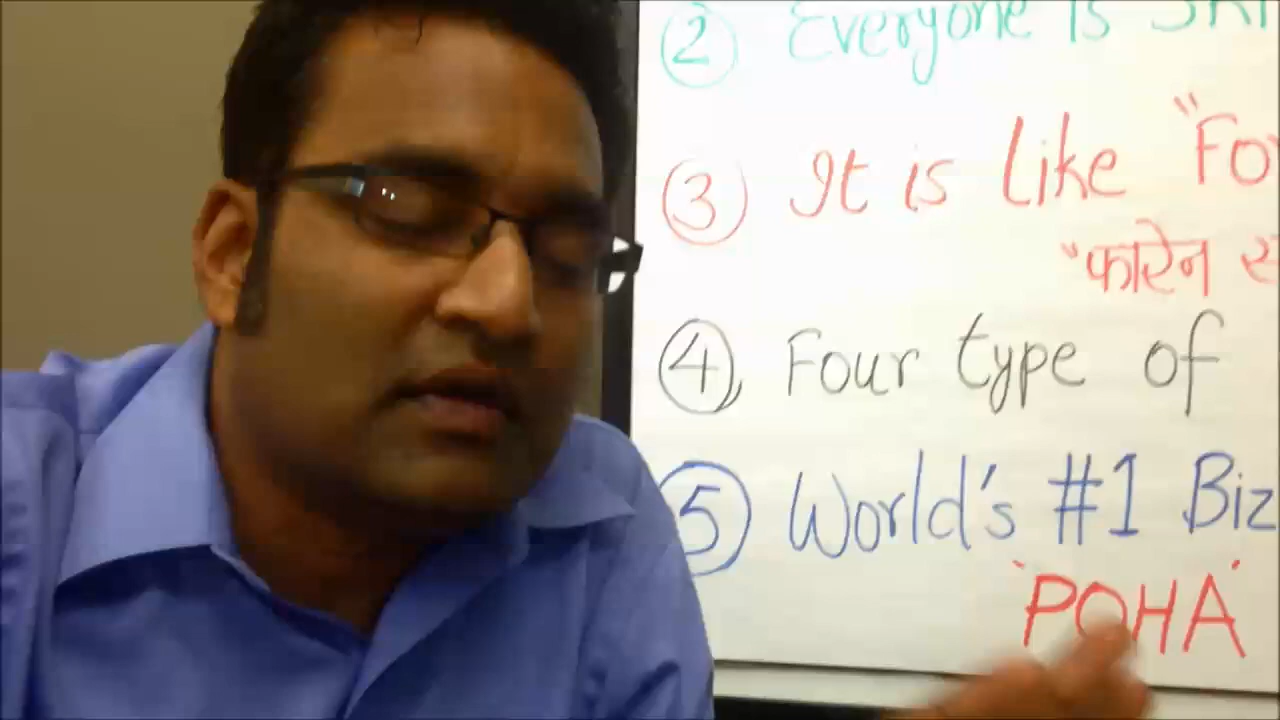 ② Everyone is
③ It is like "Fo
"फारेन स
④, Four type of
⑤ World's #1 Biz
'POHA'